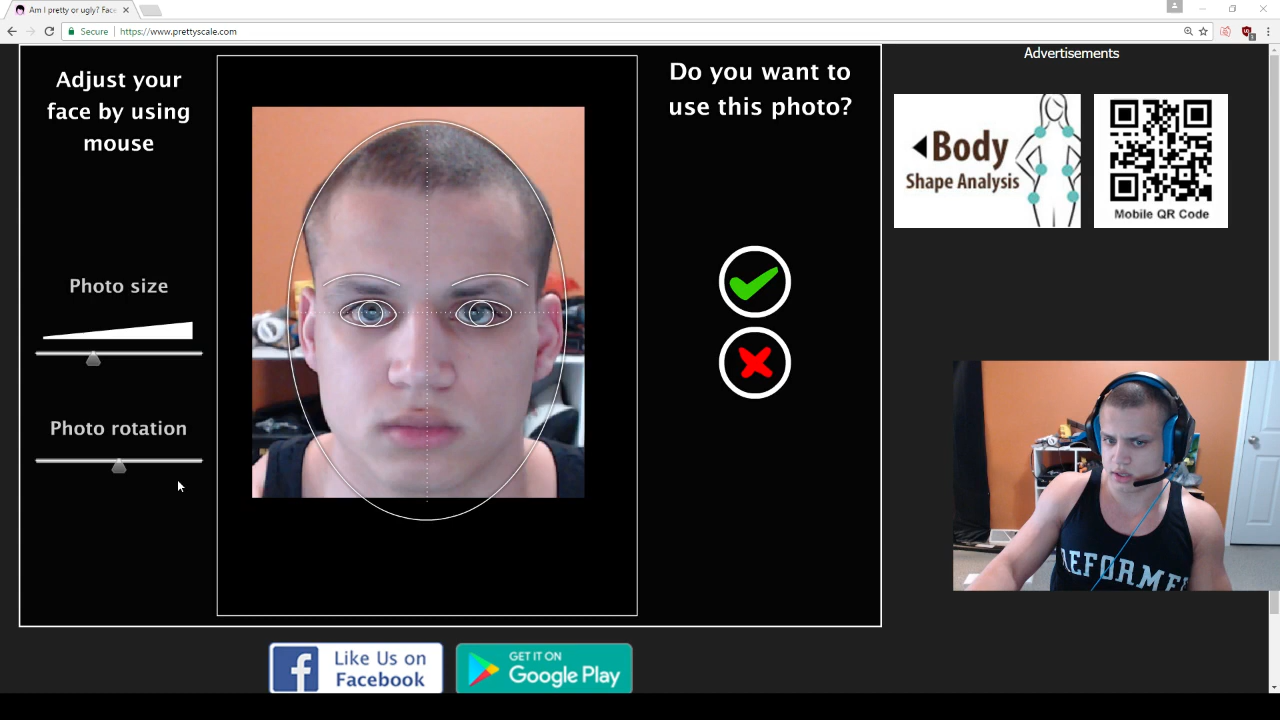 Am I pretty or ugly? Face
Secure
https://www.prettyscale.com
Adjust your
face by using
mouse
Photo size
Photo rotation
Do you want to
use this photo?
Advertisements
Body
Shape Analysis
Mobile QR Code
REFORME
Like Us on
Facebook
GET IT ON
Google Play